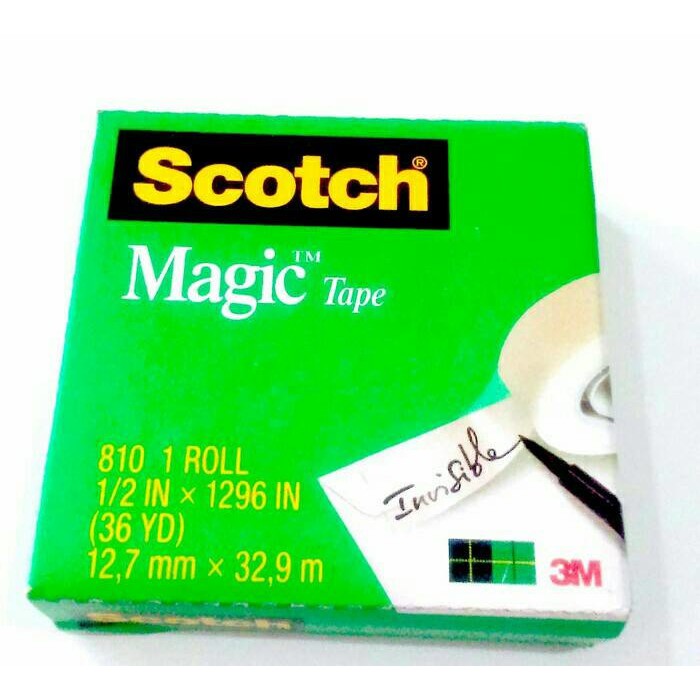 Scotch®
Magic™ Tape
810 1 ROLL
1/2 IN × 1296 IN
(36 YD)
12,7 mm × 32,9 m
Invisible
3M